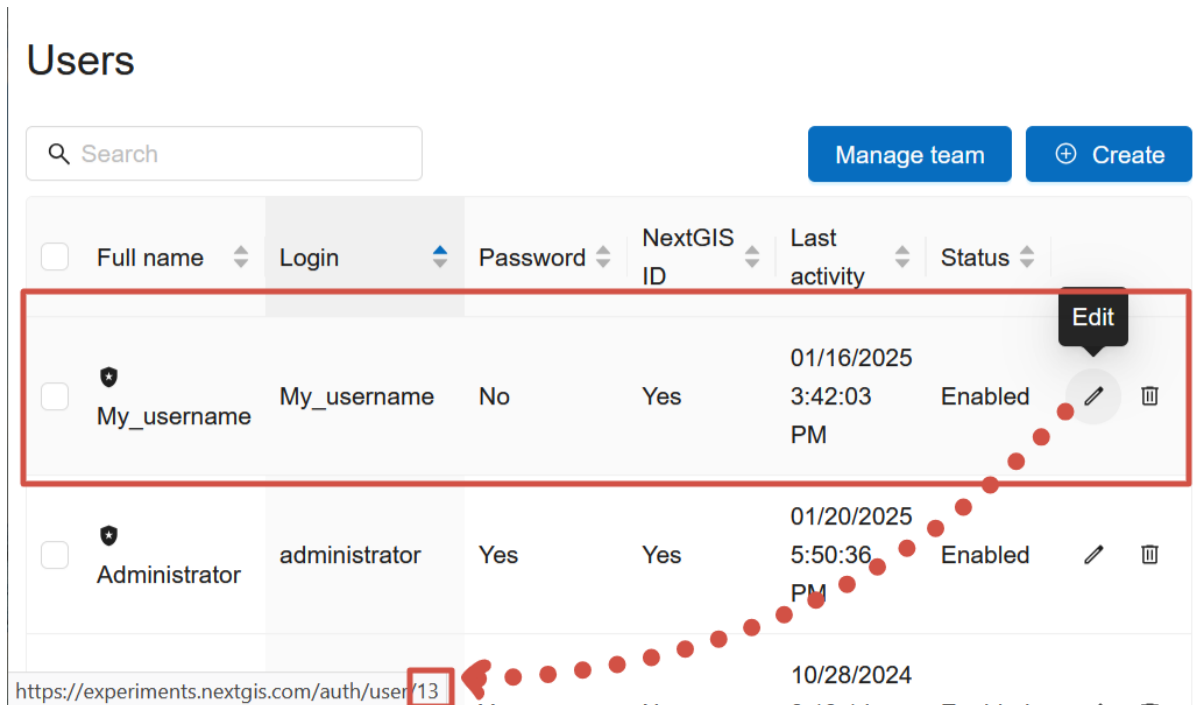 Users
Search
Manage team
Create
Full name
Login
Password
NextGIS
ID
Last
activity
Status
Edit
My_username
My_username
No
Yes
01/16/2025
3:42:03
PM
Enabled
Administrator
administrator
Yes
Yes
01/20/2025
5:50:36
PM
Enabled
10/28/2024
https://experiments.nextgis.com/auth/user/13